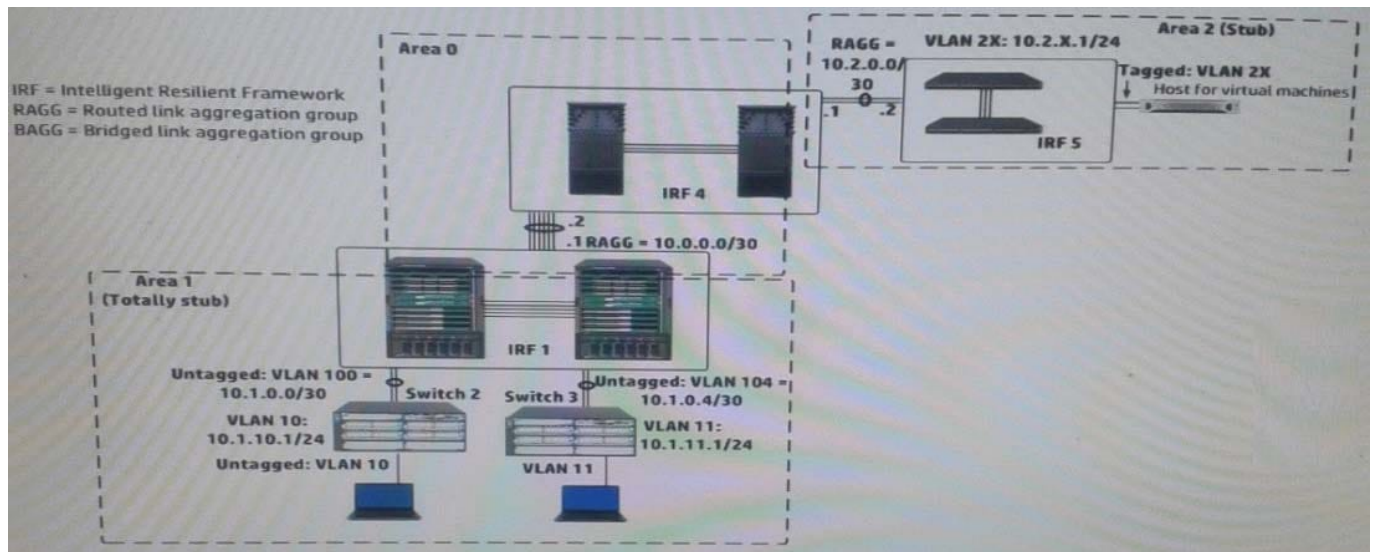 Area 0
RAGG =
10.2.0.0/
30
VLAN 2X: 10.2.X.1/24
Area 2 (Stub)
Tagged: VLAN 2X
Host for virtual machines
.1
.2
IRF 5
IRF = Intelligent Resilient Framework
RAGG = Routed link aggregation group
BAGG = Bridged link aggregation group
IRF 4
.2
.1 RAGG = 10.0.0.0/30
Area 1
(Totally stub)
IRF 1
Untagged: VLAN 100 =
10.1.0.0/30
Switch 2
Switch 3
Untagged: VLAN 104 =
10.1.0.4/30
VLAN 10:
10.1.10.1/24
VLAN 11:
10.1.11.1/24
Untagged: VLAN 10
VLAN 11